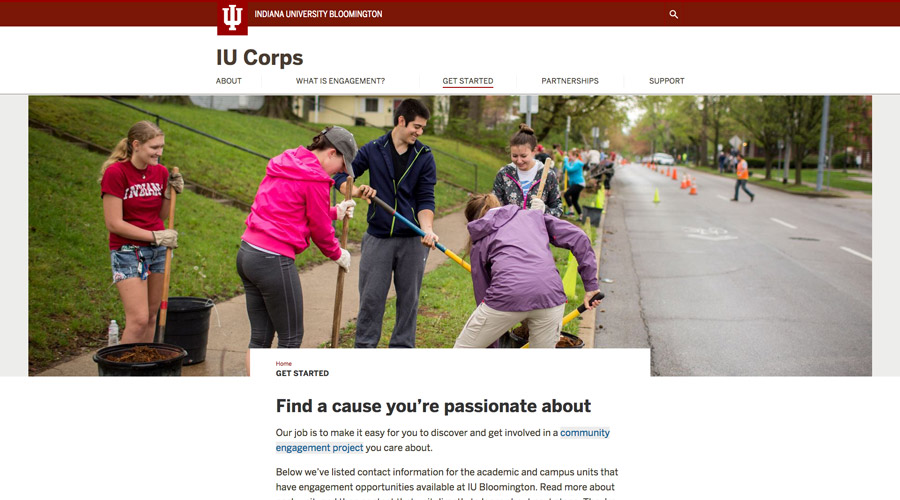 INDIANA UNIVERSITY BLOOMINGTON
IU Corps
ABOUT
WHAT IS ENGAGEMENT?
GET STARTED
PARTNERSHIPS
SUPPORT
INDIANA
Home
GET STARTED
Find a cause you're passionate about
Our job is to make it easy for you to discover and get involved in a community
engagement project you care about.
Below we've listed contact information for the academic and campus units that
have engagement opportunities available at IU Bloomington. Read more about